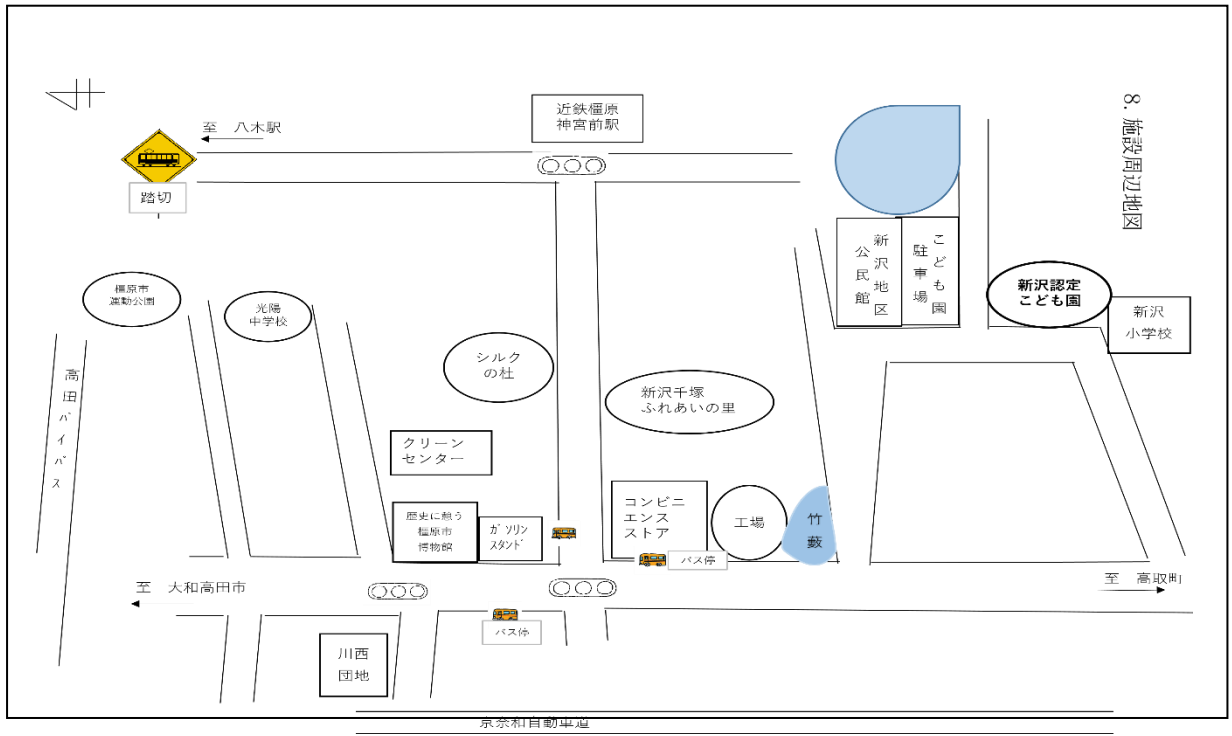 8. 施設周辺地図
近鉄橿原
神宮前駅
至 八木駅
踏切
新沢地区
公民館
こども園
駐車場
新沢認定
こども園
新沢
小学校
橿原市
運動公園
光陽
中学校
シルク
の杜
新沢千塚
ふれあいの里
高田バイパス
クリーン
センター
歴史に憩う
橿原市
博物館
ガソリン
スタンド
コンビニ
エンス
ストア
工場
竹藪
バス停
至 大和高田市
至 高取町
バス停
川西
団地
京奈和自動車道